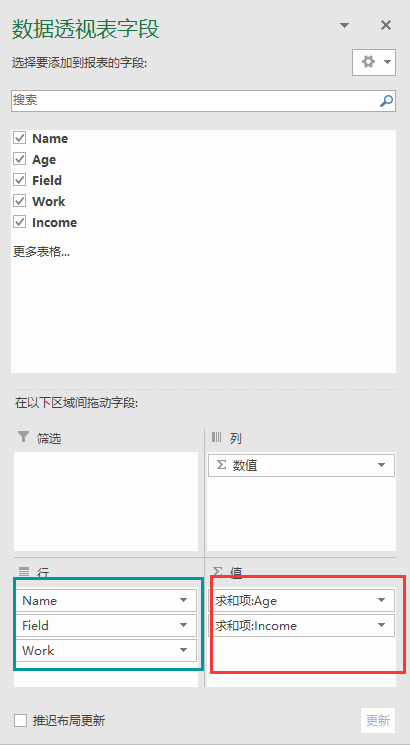 数据透视表字段
选择要添加到报表的字段:
搜索
Name
Age
Field
Work
Income
更多表格...
在以下区域间拖动字段:
筛选
列
Σ 数值
行
Σ 值
Name
求和项:Age
Field
求和项:Income
Work
推迟布局更新
更新